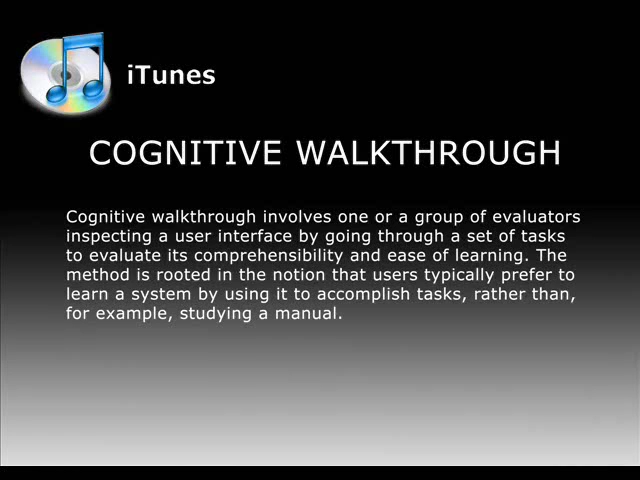 iTunes
COGNITIVE WALKTHROUGH
Cognitive walkthrough involves one or a group of evaluators
inspecting a user interface by going through a set of tasks
to evaluate its comprehensibility and ease of learning. The
method is rooted in the notion that users typically prefer to
learn a system by using it to accomplish tasks, rather than,
for example, studying a manual.